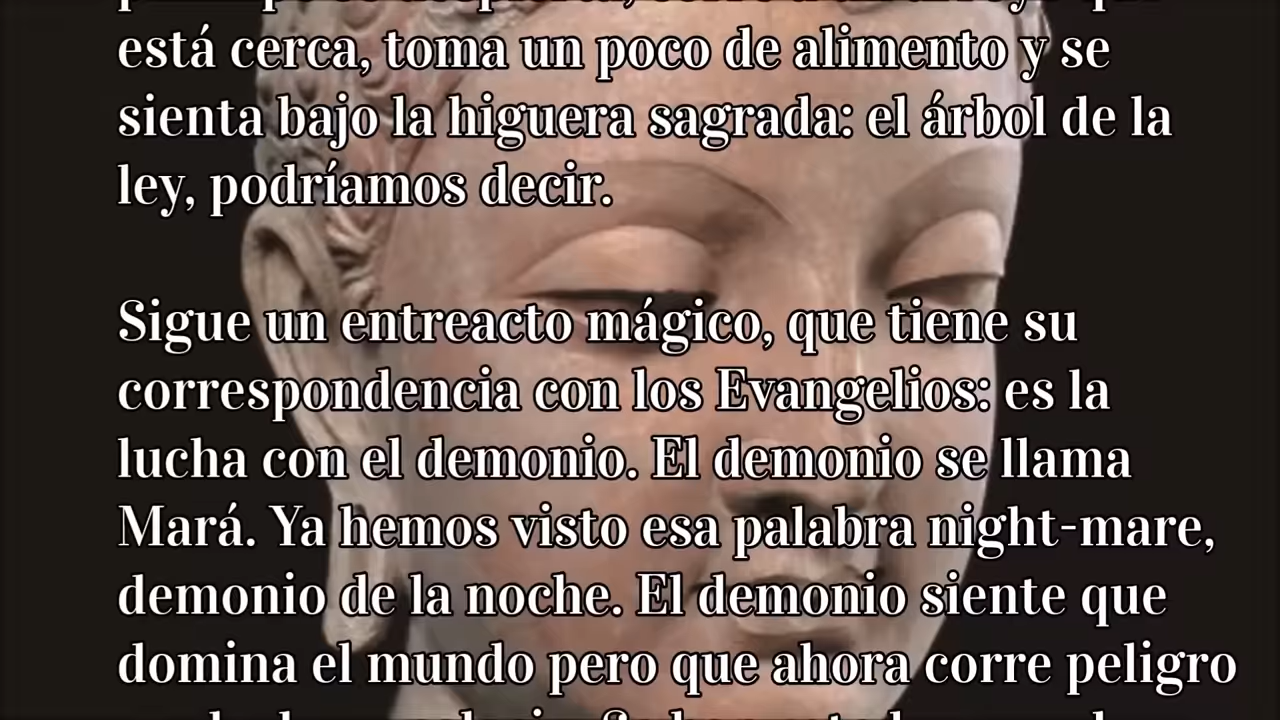 está cerca, toma un poco de alimento y se
sienta bajo la higuera sagrada: el árbol de la
ley, podríamos decir.
Sigue un entreacto mágico, que tiene su
correspondencia con los Evangelios: es la
lucha con el demonio. El demonio se llama
Mará. Ya hemos visto esa palabra night-mare,
demonio de la noche. El demonio siente que
domina el mundo pero que ahora corre peligro